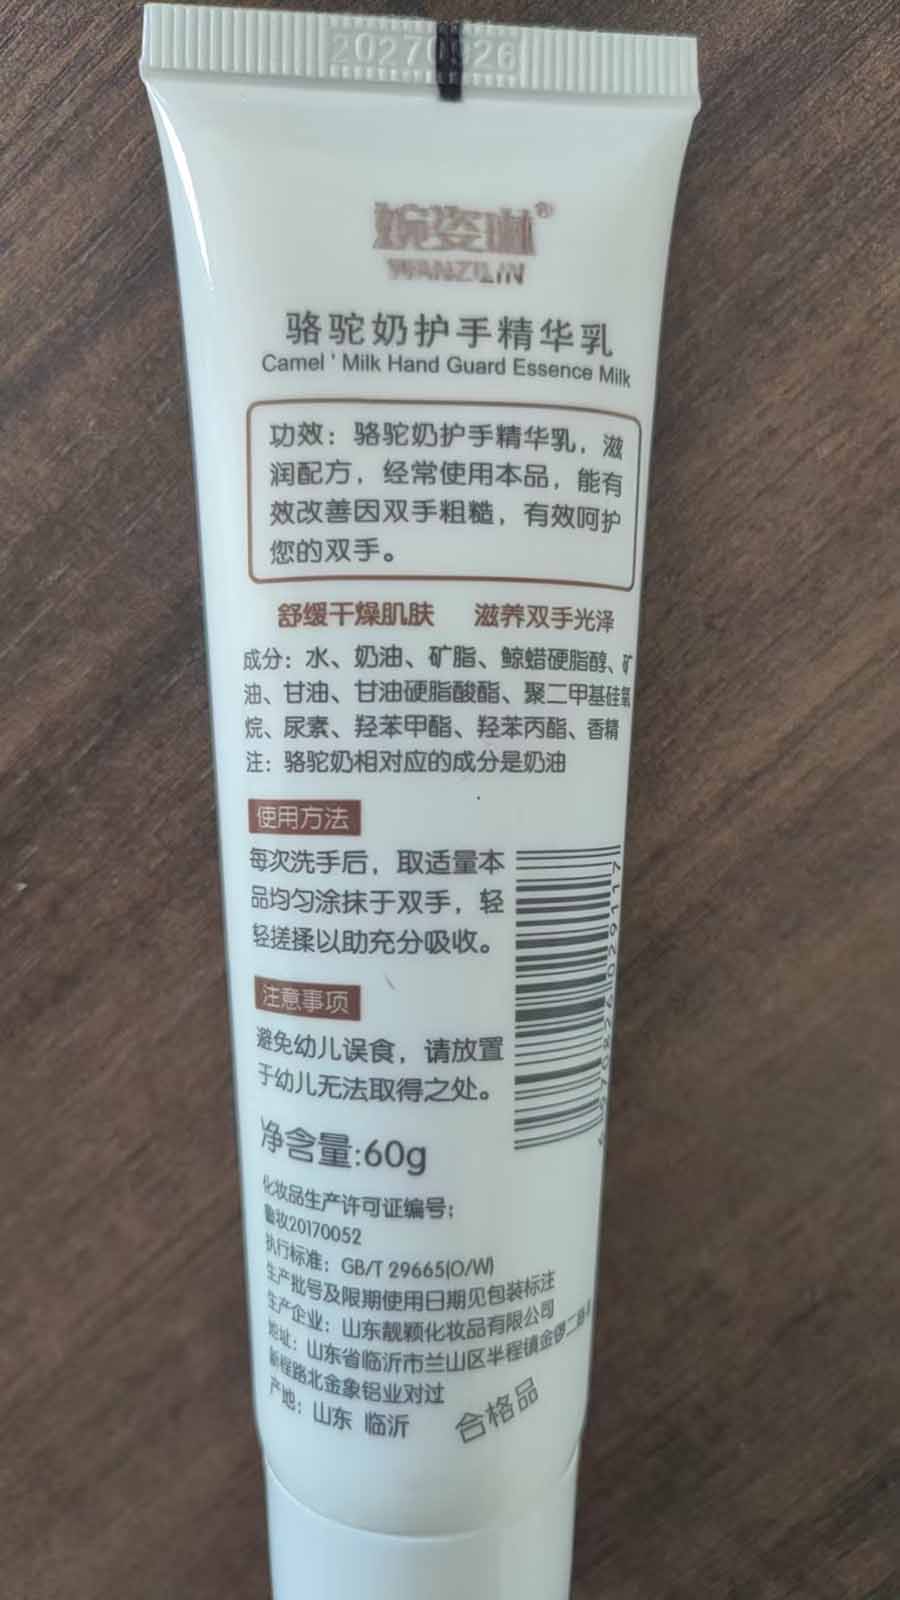 婉姿琳®
WANZILIN
骆驼奶护手精华乳
Camel ' Milk Hand Guard Essence Milk
功效：骆驼奶护手精华乳，滋
润配方，经常使用本品，能有
效改善因双手粗糙，有效呵护
您的双手。
舒缓干燥肌肤 滋养双手光泽
成分：水、奶油、矿脂、鲸蜡硬脂醇、矿
油、甘油、甘油硬脂酸酯、聚二甲基硅氧
烷、尿素、羟苯甲酯、羟苯丙酯、香精
注：骆驼奶相对应的成分是奶油
使用方法
每次洗手后，取适量本
品均匀涂抹于双手，轻
轻搓揉以助充分吸收。
注意事项
避免幼儿误食，请放置
于幼儿无法取得之处。
净含量:60g
化妆品生产许可证编号：
鲁妆20170052
执行标准：GB/T 29665(O/W)
生产批号及限期使用日期见包装标注
生产企业：山东靓颖化妆品有限公司
地址：山东省临沂市兰山区半程镇金锣二路
新程路北金象铝业对过
产地：山东 临沂
合格品